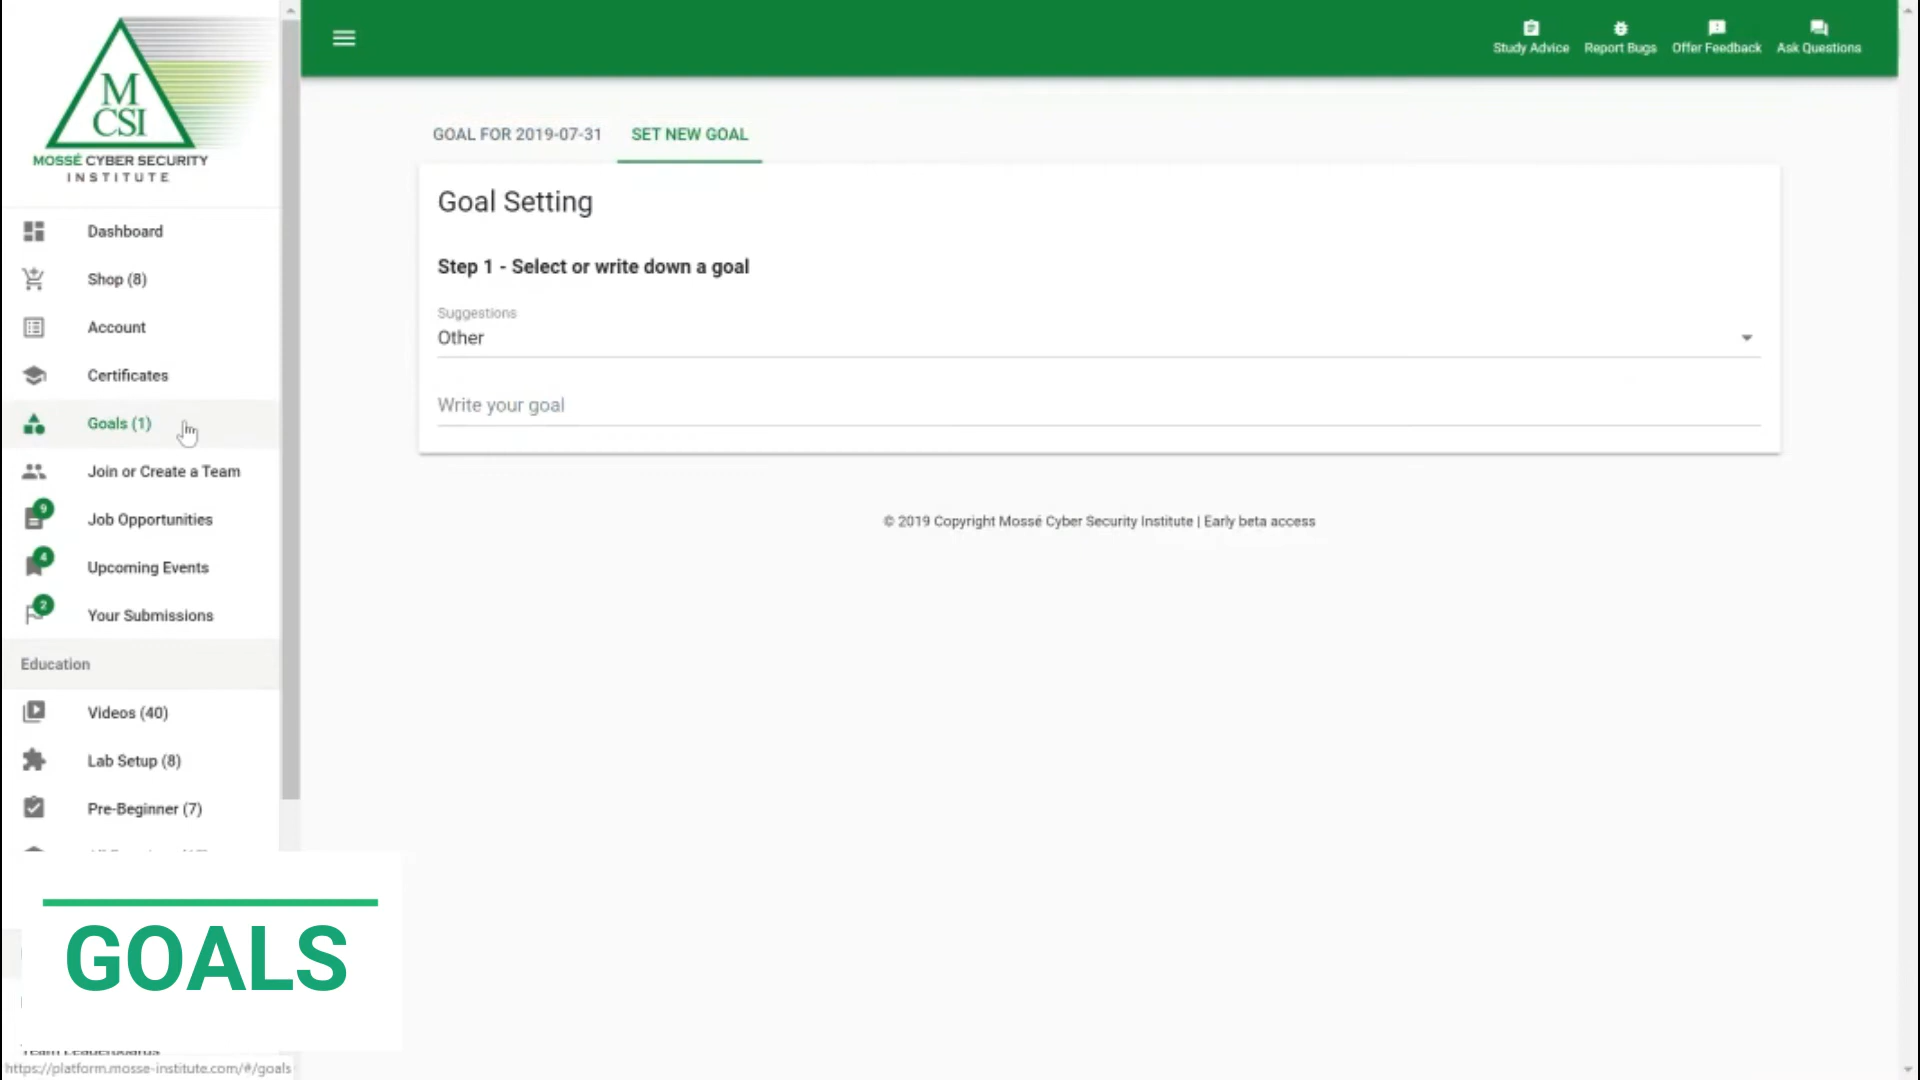 M
CSI
MOSSÉ CYBER SECURITY
INSTITUTE
Study Advice
Report Bugs
Offer Feedback
Ask Questions
Dashboard
Shop (8)
Account
Certificates
Goals (1)
Join or Create a Team
9
Job Opportunities
4
Upcoming Events
2
Your Submissions
Education
Videos (40)
Lab Setup (8)
Pre-Beginner (7)
GOAL FOR 2019-07-31
SET NEW GOAL
Goal Setting
Step 1 - Select or write down a goal
Suggestions
Other
Write your goal
© 2019 Copyright Mossé Cyber Security Institute | Early beta access
GOALS
Team Leaderboards
https://platform.mosse-institute.com/#/goals